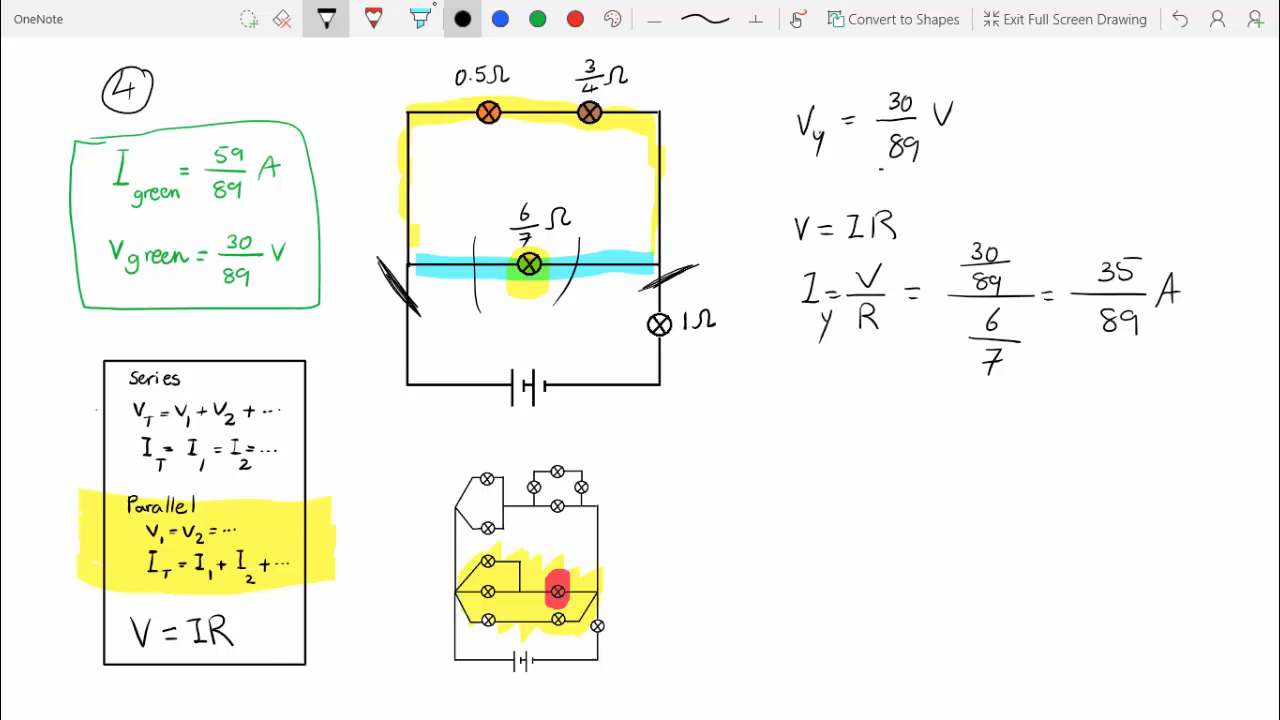 OneNote
Convert to Shapes
Exit Full Screen Drawing
4
I green = 59/89 A
V green = 30/89 V
0.5Ω
3/4 Ω
6/7 Ω
1Ω
Vy = 30/89 V
V = IR
Iy = V/R = (30/89)/(6/7) = 35/89 A
Series
V_T = V_1 + V_2 + ...
I_T = I_1 = I_2 = ...
Parallel
V_1 = V_2 = ...
I_T = I_1 + I_2 + ...
V = IR